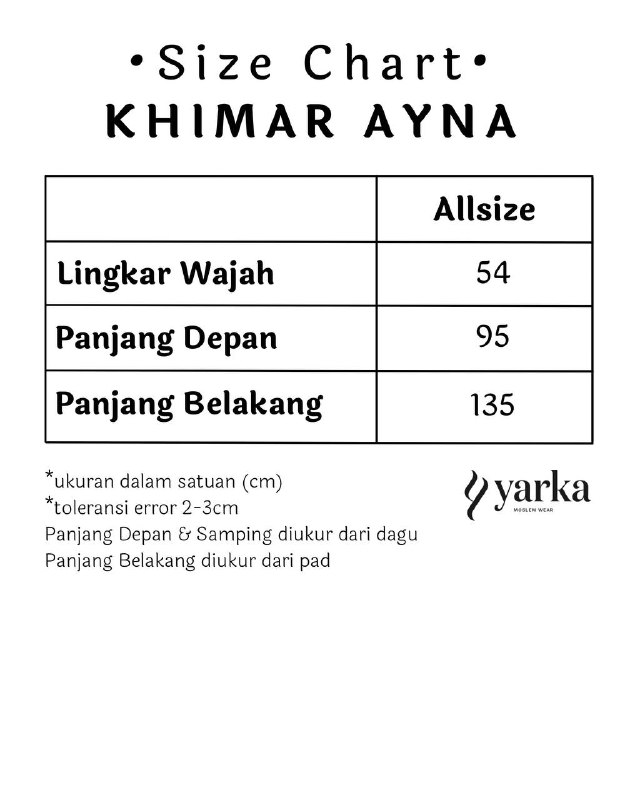 •Size Chart•
KHIMAR AYNA
Allsize
Lingkar Wajah 54
Panjang Depan 95
Panjang Belakang 135
*ukuran dalam satuan (cm)
*toleransi error 2-3cm
Panjang Depan & Samping diukur dari dagu
Panjang Belakang diukur dari pad
yarka
MOSLEM WEAR